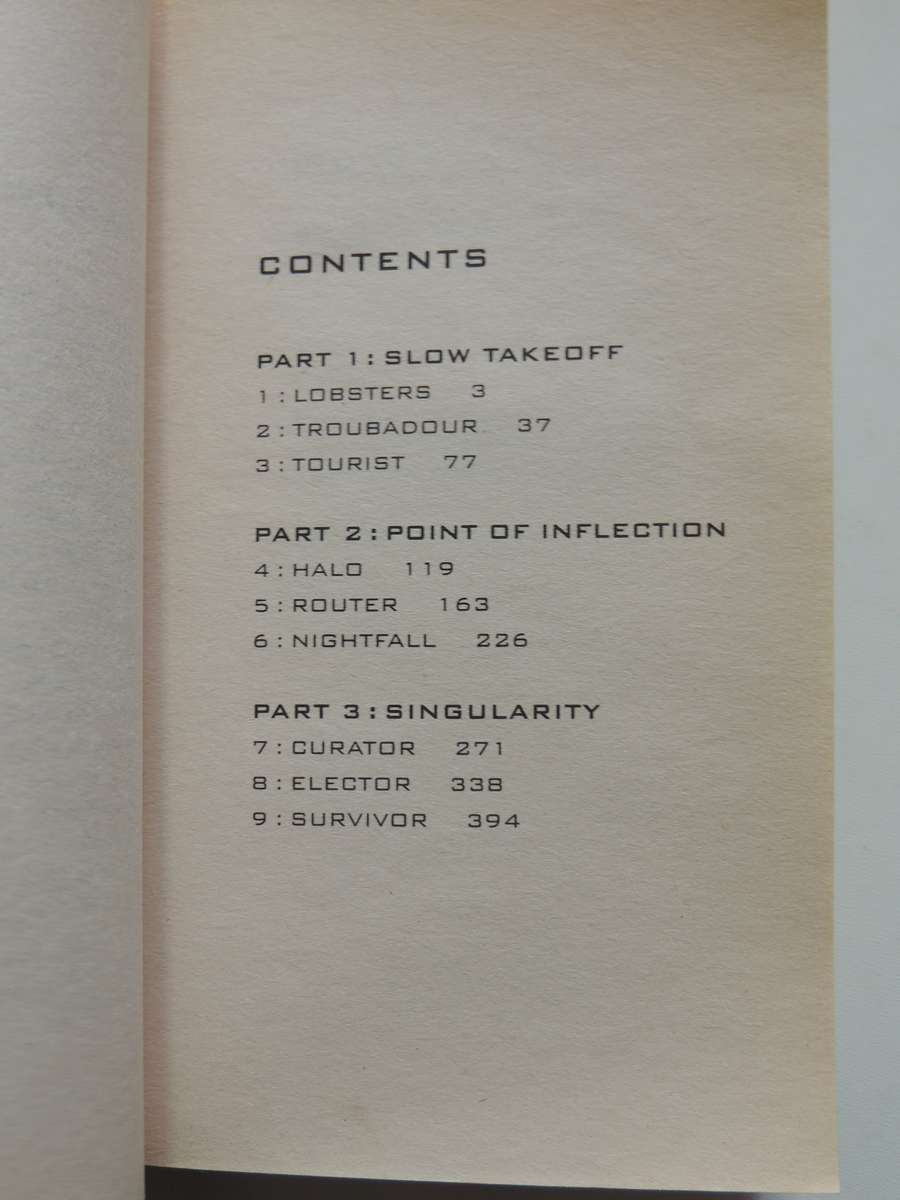 CONTENTS
PART 1: SLOW TAKEOFF
1: LOBSTERS 3
2: TROUBADOUR 37
3: TOURIST 77
PART 2: POINT OF INFLECTION
4: HALO 119
5: ROUTER 163
6: NIGHTFALL 226
PART 3: SINGULARITY
7: CURATOR 271
8: ELECTOR 338
9: SURVIVOR 394